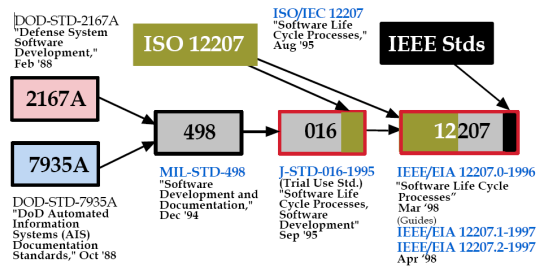 DOD-STD-2167A
"Defense System
Software
Development,"
Feb '88
2167A
7935A
DOD-STD-7935A
"DoD Automated
Information
Systems (AIS)
Documentation
Standards," Oct '88
498
MIL-STD-498
"Software
Development and
Documentation,"
Dec '94
ISO 12207
ISO/IEC 12207
"Software Life
Cycle Processes,"
Aug '95
016
J-STD-016-1995
(Trial Use Std.)
"Software Life
Cycle Processes,
Software
Development"
Sep '95
IEEE Stds
12207
IEEE/EIA 12207.0-1996
"Software Life Cycle
Processes”
Mar ‘98
(Guides)
IEEE/EIA 12207.1-1997
IEEE/EIA 12207.2-1997
Apr ‘98